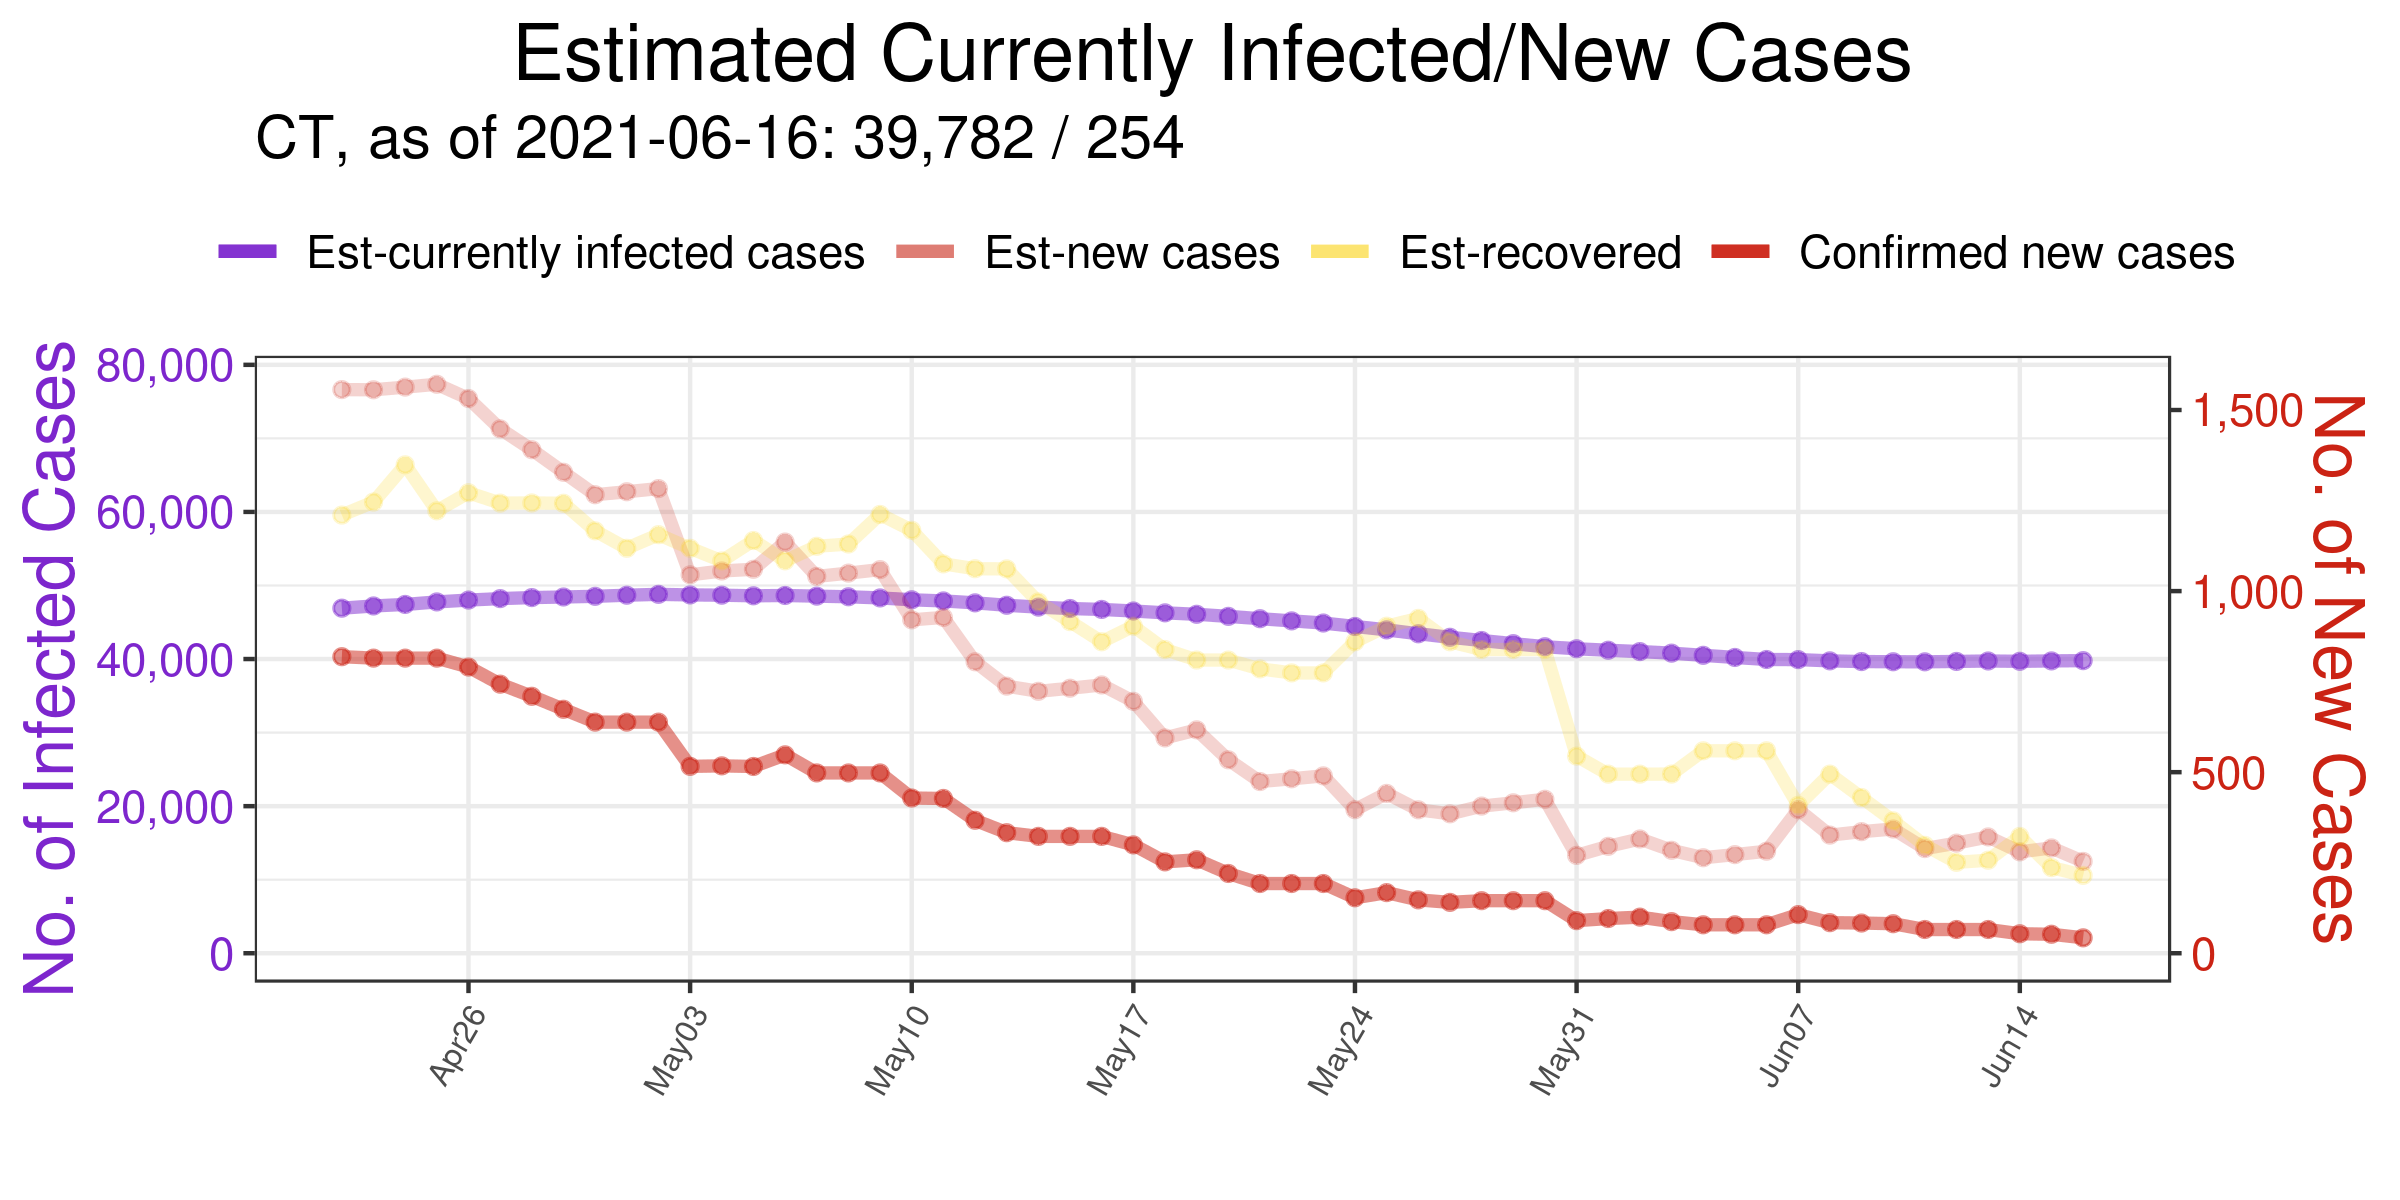 Estimated Currently Infected/New Cases
CT, as of 2021-06-16: 39,782 / 254
Est-currently infected cases Est-new cases Est-recovered Confirmed new cases
No. of Infected Cases
80,000
60,000
40,000
20,000
0
1,500
1,000
500
0
No. of New Cases
Apr26 May03 May10 May17 May24 May31 Jun07 Jun14